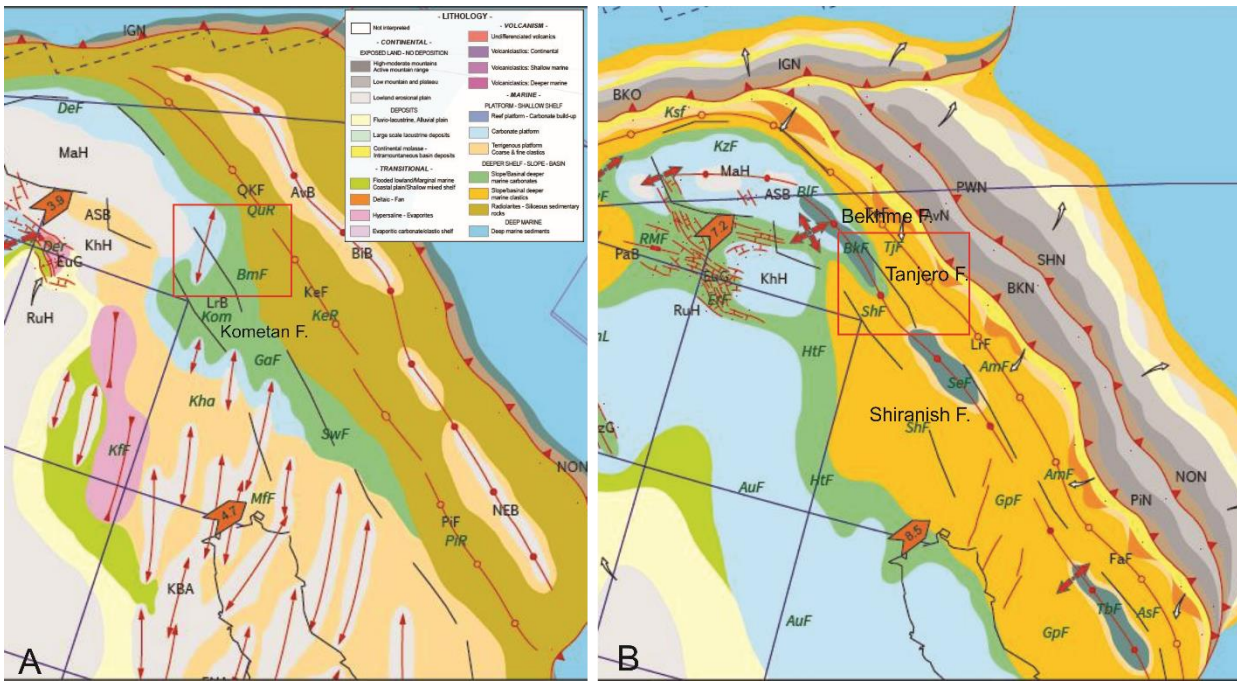 IGN
DeF
MaH
QKF
QuR
AvB
3.9
ASB
KhH
Der
EuG
BmF
BiB
LrB
KeF
Kom
KeR
Kometan F.
RuH
GaF
Kha
SwF
KfF
NON
MfF
4.7
NEB
PiF
PiR
KBA
A
- LITHOLOGY -
Not interpreted
- CONTINENTAL -
EXPOSED LAND - NO DEPOSITION
High-moderate mountains
Active mountain range
Low mountain and plateau
Lowland erosional plain
DEPOSITS
Fluvio-lacustrine, Alluvial plain
Large scale lacustrine deposits
Continental molasse -
Intramountaneous basin deposits
- TRANSITIONAL -
Flooded lowland/Marginal marine
Coastal plain/Shallow mixed shelf
Deltaic - Fan
Hypersaline - Evaporites
Evaporitic carbonate/clastic shelf
- VOLCANISM -
Undifferentiated volcanics
Volcaniclastics: Continental
Volcaniclastics: Shallow marine
Volcaniclastics: Deeper marine
- MARINE -
PLATFORM - SHALLOW SHELF
Reef platform - Carbonate build-up
Carbonate platform
Terrigenous platform
Coarse & fine clastics
DEEPER SHELF - SLOPE - BASIN
Slope/Basinal deeper
marine carbonates
Slope/basinal deeper
marine clastics
Radiolarites - Siliceous sedimentary
rocks
DEEP MARINE
Deep marine sediments
IGN
BKO
Ksf
KzF
MaH
ASB
BlF
PWN
Bekhme F.
AvN
7.2
RMF
PaB
BkF
TjF
SHN
EuG
KhH
Tanjero F.
BKN
ErF
RuH
ShF
LrF
HtF
AmF
SeF
Shiranish F.
ShF
AmF
NON
HtF
AuF
GpF
PiN
8.5
FaF
AuF
TbF
AsF
GpF
B